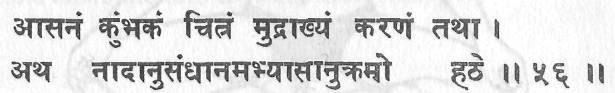 आसनं कुंभकं चित्रं मुद्राख्यं करणं तथा ।
अथ नादानुसंधानमभ्यासानुक्रमो हठे ॥ ५६ ॥